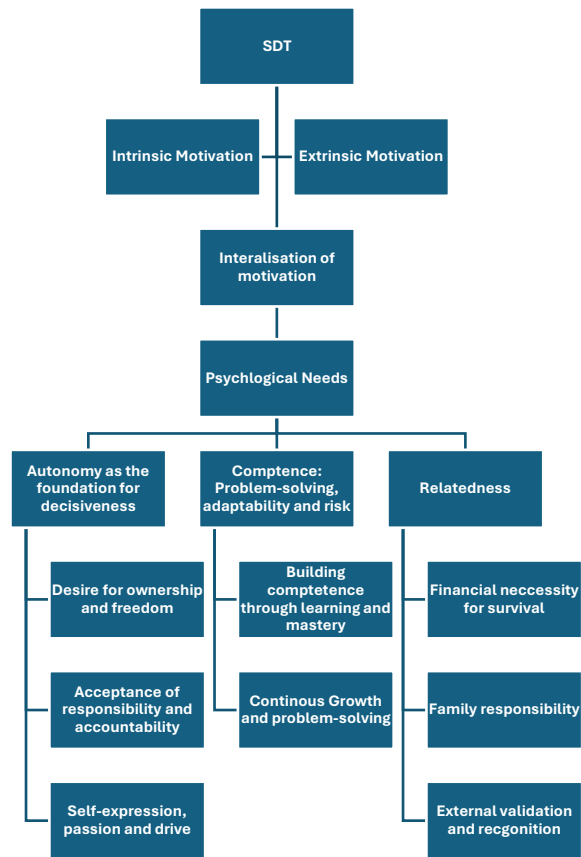 SDT
Intrinsic Motivation
Extrinsic Motivation
Interalisation of
motivation
Psychlogical Needs
Autonomy as the
foundation for
decisiveness
Comptence:
Problem-solving,
adaptability and risk
Relatedness
Desire for ownership
and freedom
Building
comptetence
through learning and
mastery
Financial neccessity
for survival
Acceptance of
responsibility and
accountability
Continous Growth
and problem-solving
Family responsibility
Self-expression,
passion and drive
External validation
and recgonition